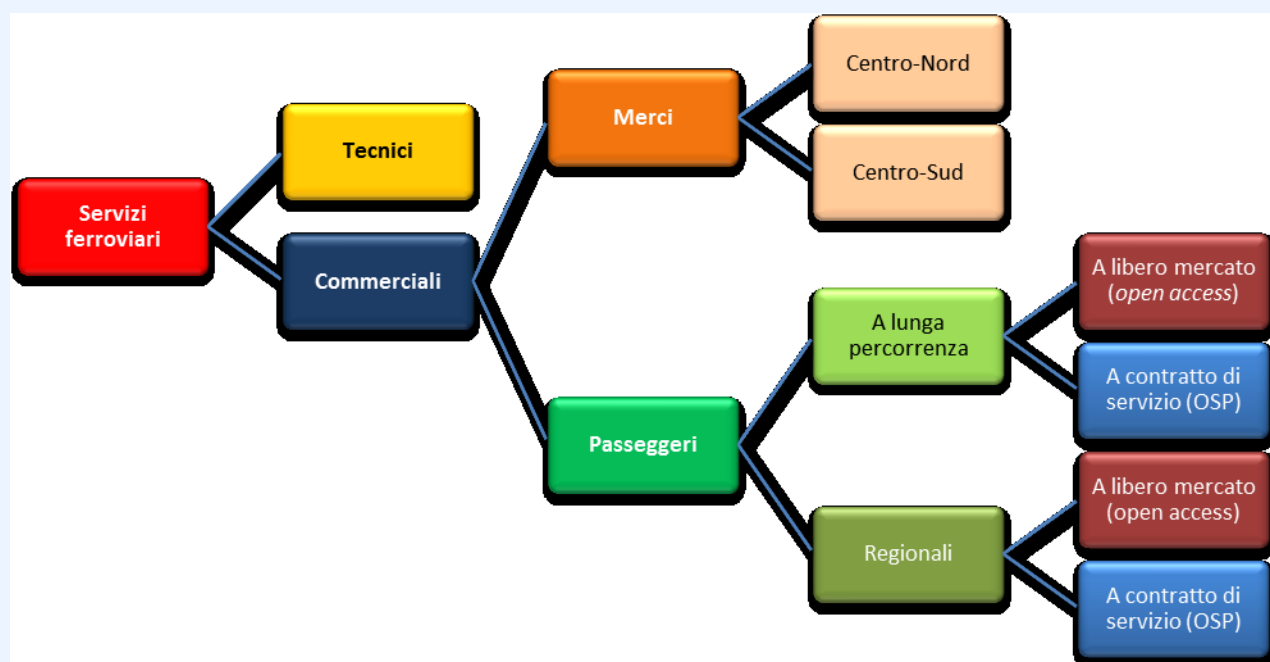 Servizi
ferroviari
Tecnici
Commerciali
Merci
Centro-Nord
Centro-Sud
Passeggeri
A lunga
percorrenza
A libero mercato
(open access)
A contratto di
servizio (OSP)
Regionali
A libero mercato
(open access)
A contratto di
servizio (OSP)